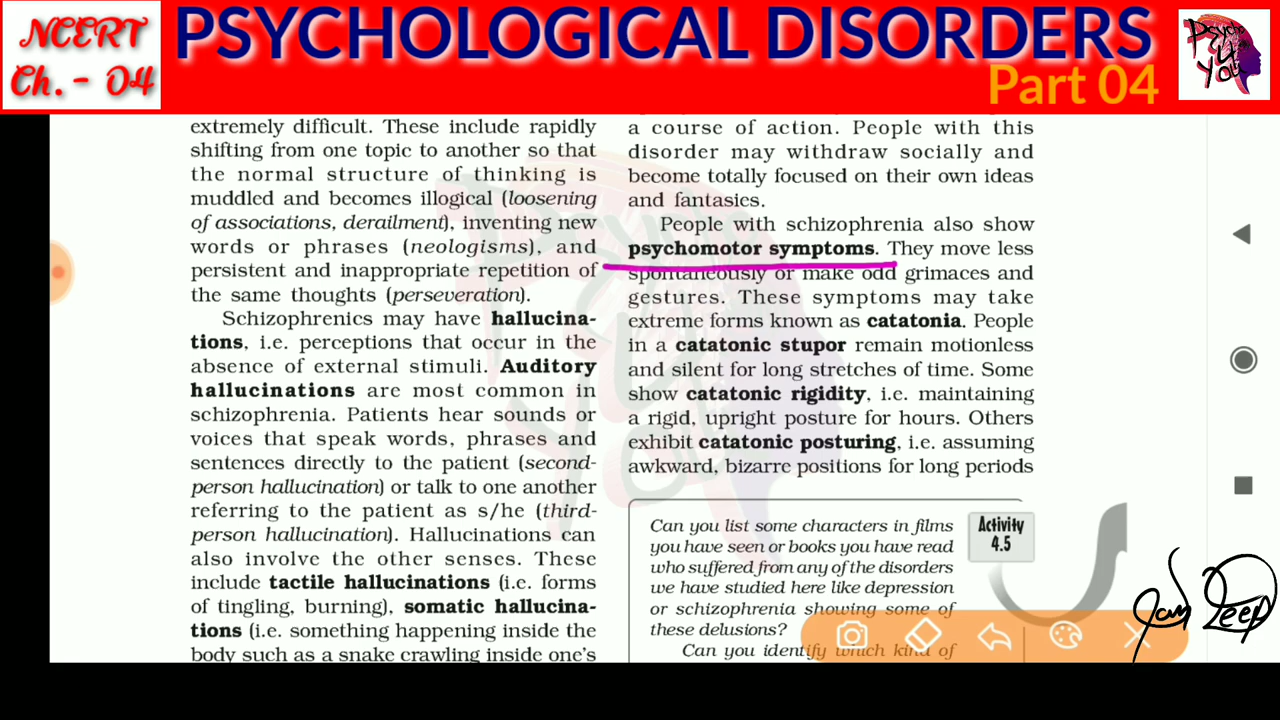 NCERT
Ch. - 04
PSYCHOLOGICAL DISORDERS
Part 04
Psycho
4
You
extremely difficult. These include rapidly
shifting from one topic to another so that
the normal structure of thinking is
muddled and becomes illogical (loosening
of associations, derailment), inventing new
words or phrases (neologisms), and
persistent and inappropriate repetition of
the same thoughts (perseveration).
Schizophrenics may have hallucina-
tions, i.e. perceptions that occur in the
absence of external stimuli. Auditory
hallucinations are most common in
schizophrenia. Patients hear sounds or
voices that speak words, phrases and
sentences directly to the patient (second-
person hallucination) or talk to one another
referring to the patient as s/he (third-
person hallucination). Hallucinations can
also involve the other senses. These
include tactile hallucinations (i.e. forms
of tingling, burning), somatic hallucina-
tions (i.e. something happening inside the
body such as a snake crawling inside one's
a course of action. People with this
disorder may withdraw socially and
become totally focused on their own ideas
and fantasies.
People with schizophrenia also show
psychomotor symptoms. They move less
spontaneously or make odd grimaces and
gestures. These symptoms may take
extreme forms known as catatonia. People
in a catatonic stupor remain motionless
and silent for long stretches of time. Some
show catatonic rigidity, i.e. maintaining
a rigid, upright posture for hours. Others
exhibit catatonic posturing, i.e. assuming
awkward, bizarre positions for long periods
Activity
4.5
Can you list some characters in films
you have seen or books you have read
who suffered from any of the disorders
we have studied here like depression
or schizophrenia showing some of
these delusions?
Can you identify which kind of